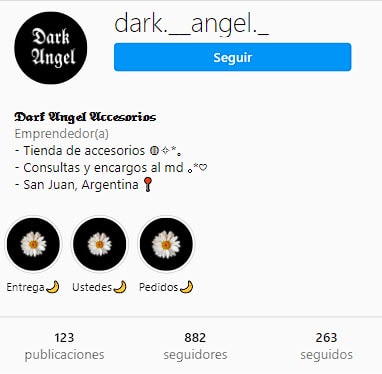 dark.__angel._
Dark
Angel
Seguir
𝕯𝖆𝖗𝖐 𝕬𝖓𝖌𝖊𝖑 𝕬𝖈𝖈𝖊𝖘𝖔𝖗𝖎𝖔𝖘
Emprendedor(a)
- Tienda de accesorios ◍✧*。
- Consultas y encargos al md 。*♡
- San Juan, Argentina 📍
Entrega🌙 Ustedes🌙 Pedidos🌙
123 882 263
publicaciones seguidores seguidos